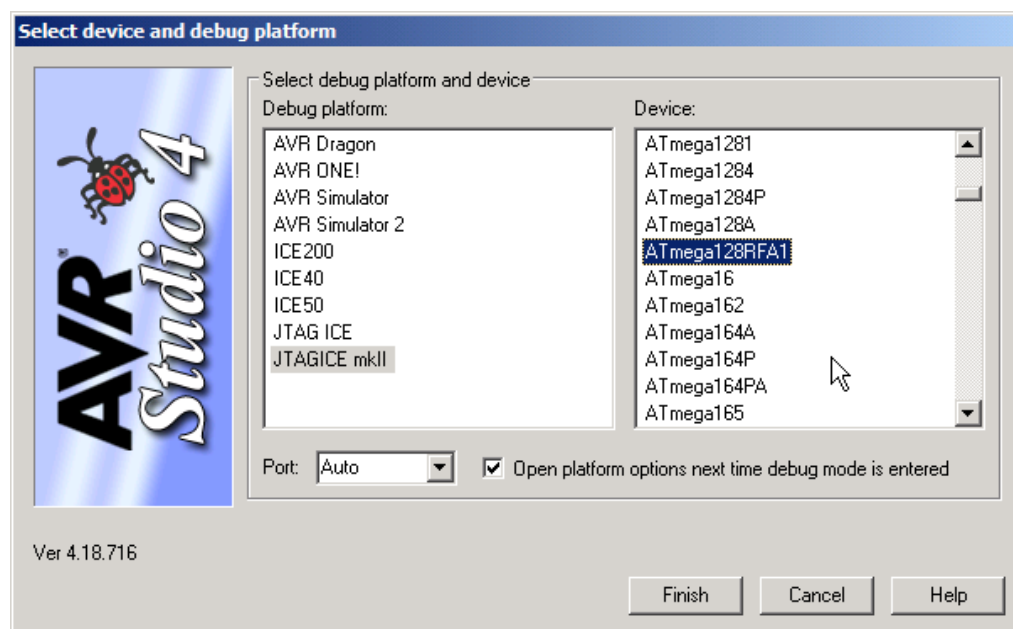 Select device and debug platform
AVR®
Studio 4
Select debug platform and device
Debug platform:
AVR Dragon
AVR ONE!
AVR Simulator
AVR Simulator 2
ICE200
ICE40
ICE50
JTAG ICE
JTAGICE mkII
Device:
ATmega1281
ATmega1284
ATmega1284P
ATmega128A
ATmega128RFA1
ATmega16
ATmega162
ATmega164A
ATmega164P
ATmega164PA
ATmega165
Port: Auto
Open platform options next time debug mode is entered
Ver 4.18.716
Finish Cancel Help